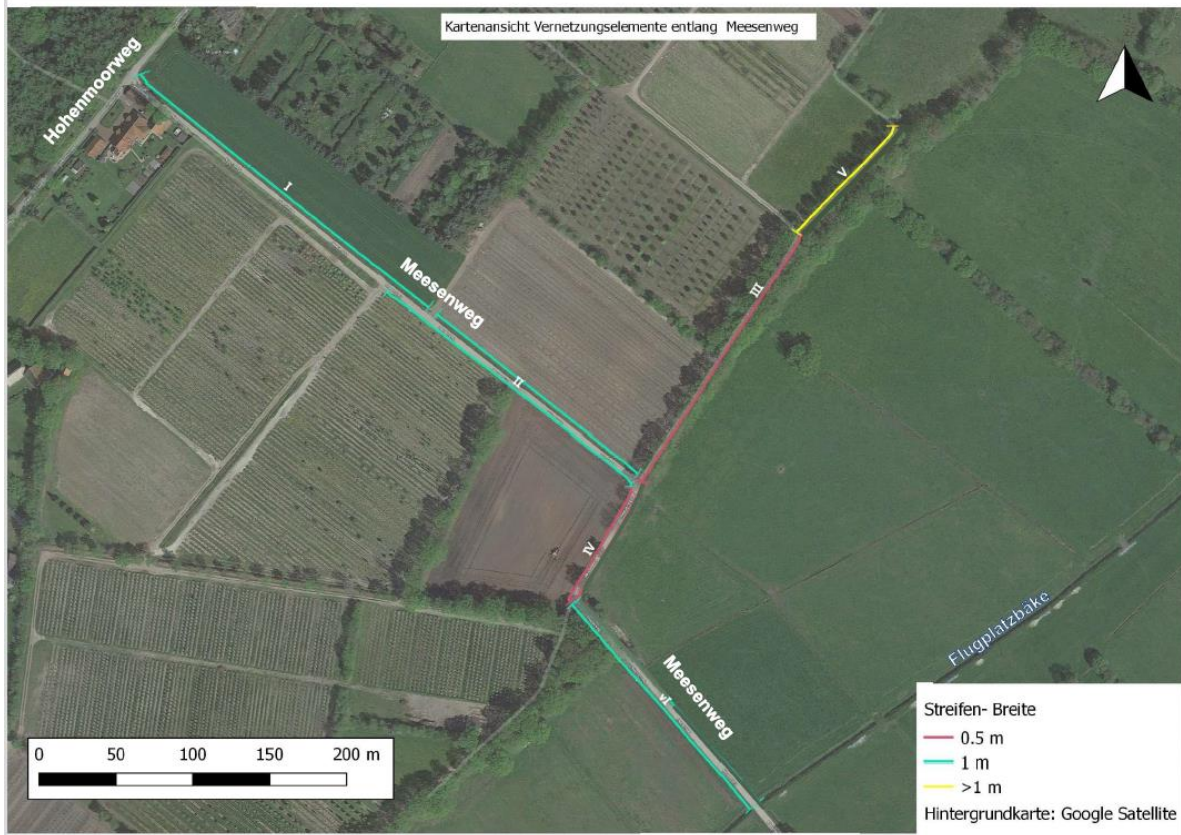 Kartenansicht Vernetzungselemente entlang Meesenweg
Hohenmoorweg
I
Meesenweg
II
III
V
IV
Meesenweg
VI
Flugplatzbäke
0 50 100 150 200 m
Streifen- Breite
0.5 m
1 m
>1 m
Hintergrundkarte: Google Satellite